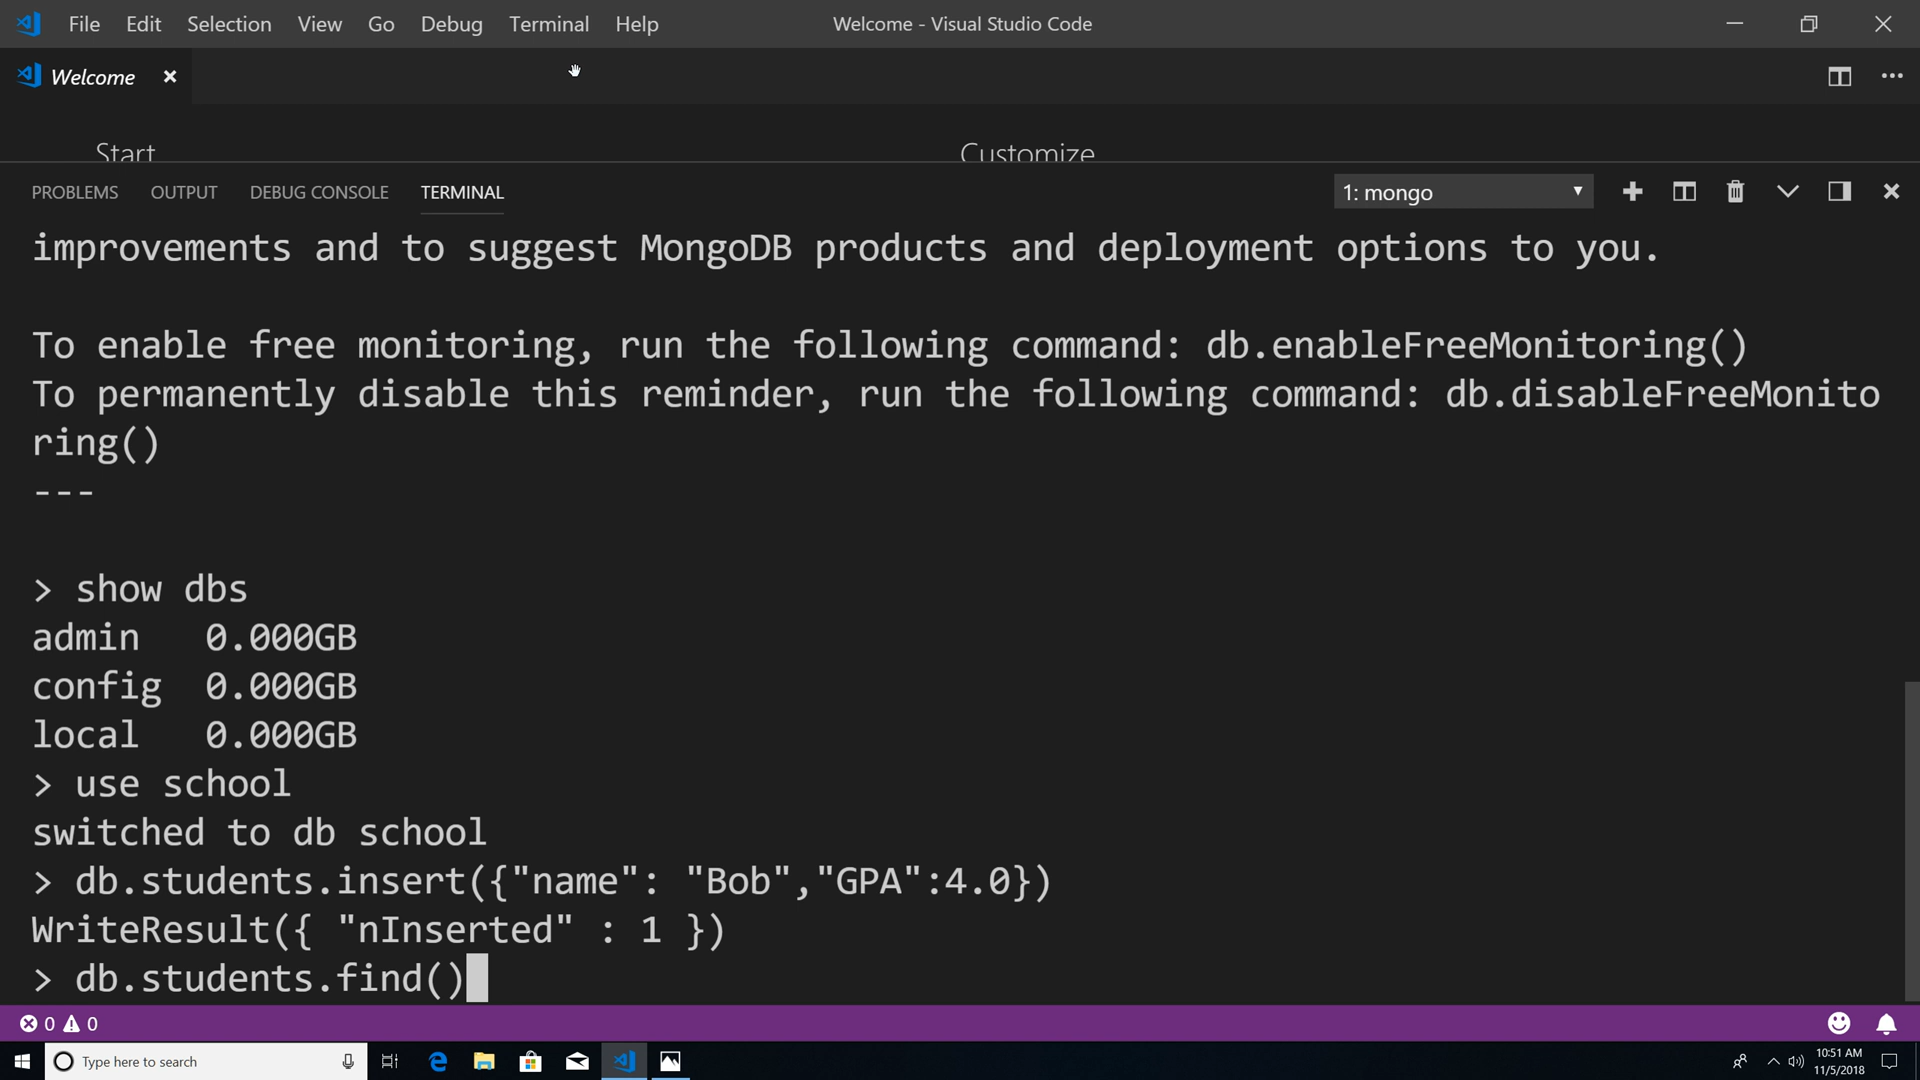 File Edit Selection View Go Debug Terminal Help Welcome - Visual Studio Code
Welcome
Start Customize
PROBLEMS OUTPUT DEBUG CONSOLE TERMINAL 1: mongo
improvements and to suggest MongoDB products and deployment options to you.
To enable free monitoring, run the following command: db.enableFreeMonitoring()
To permanently disable this reminder, run the following command: db.disableFreeMonito
ring()
---
> show dbs
admin   0.000GB
config  0.000GB
local   0.000GB
> use school
switched to db school
> db.students.insert({"name": "Bob","GPA":4.0})
WriteResult({ "nInserted" : 1 })
> db.students.find()
0 0
Type here to search 10:51 AM
11/5/2018